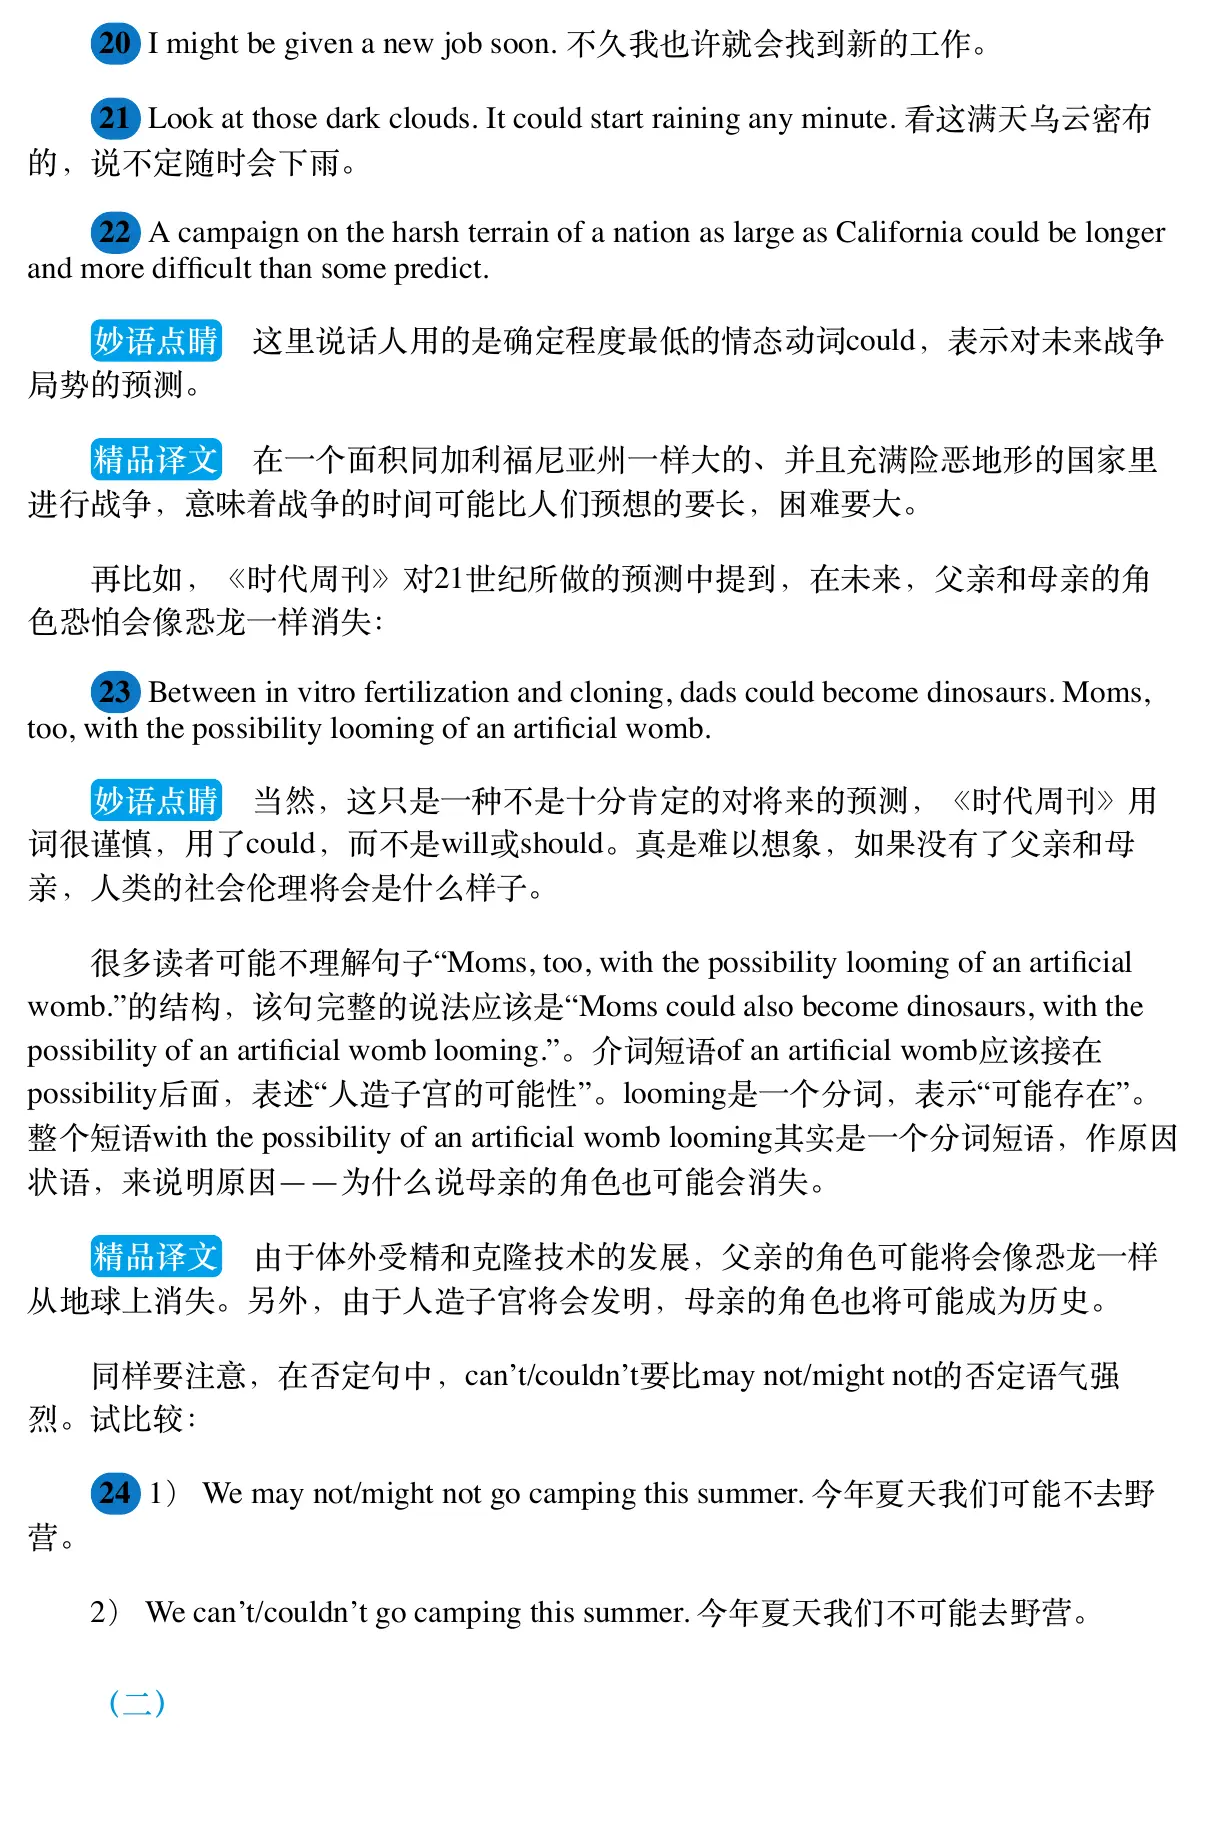 20 I might be given a new job soon. 不久我也许就会找到新的工作。
21 Look at those dark clouds. It could start raining any minute. 看这满天乌云密布
的，说不定随时会下雨。
22 A campaign on the harsh terrain of a nation as large as California could be longer
and more difficult than some predict.
妙语点睛　这里说话人用的是确定程度最低的情态动词could，表示对未来战争
局势的预测。
精品译文　在一个面积同加利福尼亚州一样大的、并且充满险恶地形的国家里
进行战争，意味着战争的时间可能比人们预想的要长，困难要大。
再比如，《时代周刊》对21世纪所做的预测中提到，在未来，父亲和母亲的角
色恐怕会像恐龙一样消失：
23 Between in vitro fertilization and cloning, dads could become dinosaurs. Moms,
too, with the possibility looming of an artificial womb.
妙语点睛　当然，这只是一种不是十分肯定的对将来的预测，《时代周刊》用
词很谨慎，用了could，而不是will或should。真是难以想象，如果没有了父亲和母
亲，人类的社会伦理将会是什么样子。
很多读者可能不理解句子“Moms, too, with the possibility looming of an artificial
womb.”的结构，该句完整的说法应该是“Moms could also become dinosaurs, with the
possibility of an artificial womb looming.”。介词短语of an artificial womb应该接在
possibility后面，表述“人造子宫的可能性”。looming是一个分词，表示“可能存在”。
整个短语with the possibility of an artificial womb looming其实是一个分词短语，作原因
状语，来说明原因——为什么说母亲的角色也可能会消失。
精品译文　由于体外受精和克隆技术的发展，父亲的角色可能将会像恐龙一样
从地球上消失。另外，由于人造子宫将会发明，母亲的角色也将可能成为历史。
同样要注意，在否定句中，can’t/couldn’t要比may not/might not的否定语气强
烈。试比较：
24 1） We may not/might not go camping this summer. 今年夏天我们可能不去野
营。
2） We can’t/couldn’t go camping this summer. 今年夏天我们不可能去野营。
（二）